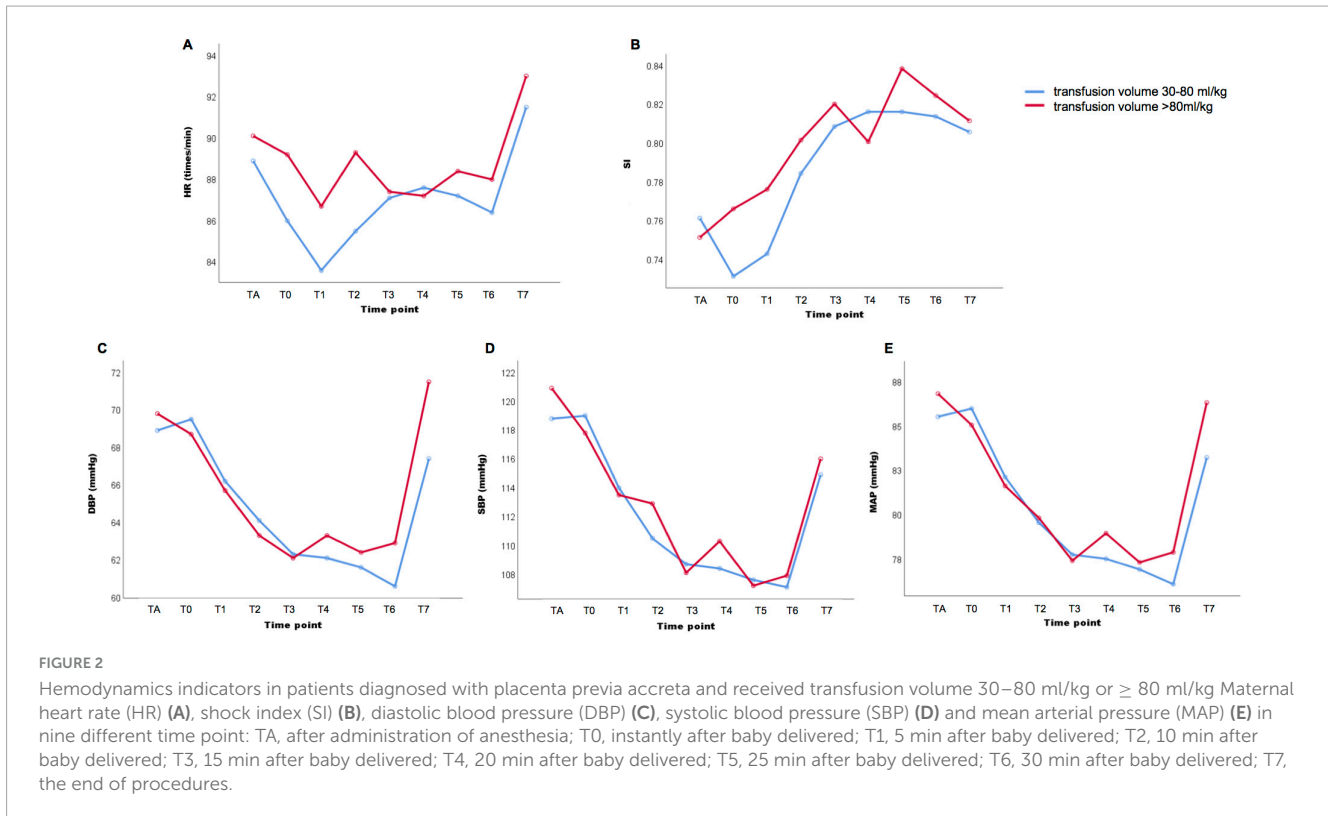 A
94
92
90
88
86
84
HR (times/min)
TA T0 T1 T2 T3 T4 T5 T6 T7
Time point
B
0.84
0.82
0.80
0.78
0.76
0.74
SI
TA T0 T1 T2 T3 T4 T5 T6 T7
Time point
transfusion volume 30-80 ml/kg
transfusion volume >80ml/kg
C
72
70
68
66
64
62
60
DBP (mmHg)
TA T0 T1 T2 T3 T4 T5 T6 T7
Time point
D
122
120
118
116
114
112
110
108
SBP (mmHg)
TA T0 T1 T2 T3 T4 T5 T6 T7
Time point
E
88
85
83
80
78
MAP (mmHg)
TA T0 T1 T2 T3 T4 T5 T6 T7
Time point
FIGURE 2
Hemodynamics indicators in patients diagnosed with placenta previa accreta and received transfusion volume 30–80 ml/kg or ≥ 80 ml/kg Maternal
heart rate (HR) (A), shock index (SI) (B), diastolic blood pressure (DBP) (C), systolic blood pressure (SBP) (D) and mean arterial pressure (MAP) (E) in
nine different time point: TA, after administration of anesthesia; T0, instantly after baby delivered; T1, 5 min after baby delivered; T2, 10 min after
baby delivered; T3, 15 min after baby delivered; T4, 20 min after baby delivered; T5, 25 min after baby delivered; T6, 30 min after baby delivered; T7,
the end of procedures.